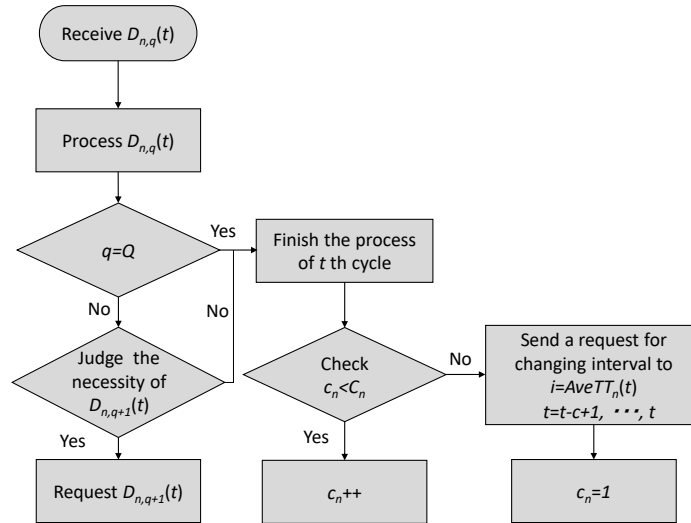 Receive D_{n,q}(t)
Process D_{n,q}(t)
q=Q
Yes
No
Judge the
necessity of
D_{n,q+1}(t)
No
Yes
Request D_{n,q+1}(t)
Finish the process
of t th cycle
Check
c_n<C_n
No
Yes
c_n++
Send a request for
changing interval to
i=AveTT_n(t)
t=t-c+1, ･･･, t
c_n=1